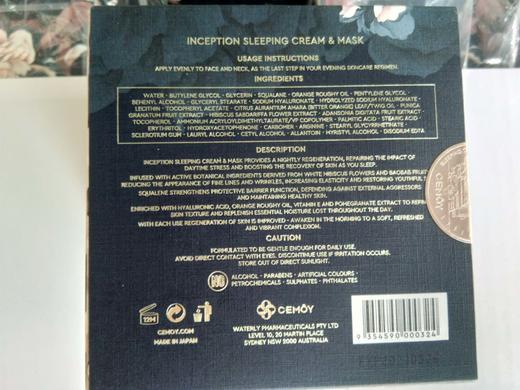 INCEPTION SLEEPING CREAM & MASK
USAGE INSTRUCTIONS
APPLY EVENLY TO FACE AND NECK, AS THE LAST STEP IN YOUR EVENING SKINCARE REGIMEN.
INGREDIENTS
WATER · BUTYLENE GLYCOL · GLYCERIN · SQUALANE · ORANGE ROUGHY OIL · PENTYLENE GLYCOL
BEHENYL ALCOHOL · GLYCERYL STEARATE · SODIUM HYALURONATE · HYDROLYZED SODIUM HYALURONATE
LECITHIN · TOCOPHERYL ACETATE · CITRUS AURANTIUM AMARA (BITTER ORANGE) LEAF/TWIG OIL · PUNICA
GRANATUM FRUIT EXTRACT · HIBISCUS SABDARIFFA FLOWER EXTRACT · ADANSONIA DIGITATA FRUIT EXTRACT
TOCOPHEROL · AMMONIUM ACRYLOYLDIMETHYLTAURATE/VP COPOLYMER · PALMITIC ACID · STEARIC ACID
ERYTHRITOL · HYDROXYACETOPHENONE · CARBOMER · ARGININE · STEARYL GLYCYRRHETINATE
SCLEROTIUM GUM · LAURYL ALCOHOL · CETYL ALCOHOL · ALLANTOIN · MYRISTYL ALCOHOL · DISODIUM EDTA
DESCRIPTION
INCEPTION SLEEPING CREAM & MASK PROVIDES A NIGHTLY REGENERATION, REPAIRING THE IMPACT OF
DAYTIME STRESS AND BOOSTING THE RECOVERY OF SKIN AS YOU SLEEP.
INFUSED WITH ACTIVE BOTANICAL INGREDIENTS DERIVED FROM WHITE HIBISCUS FLOWERS AND BAOBAB FRUIT
REDUCING THE APPEARANCE OF FINE LINES AND WRINKLES, INCREASING ELASTICITY AND RESTORING YOUTHFUL
SQUALENE STRENGTHENS PROTECTIVE BARRIER FUNCTION, DEFENDING AGAINST EXTERNAL AGGRESSORS
AND MAINTAINING HEALTHY SKIN.
ENRICHED WITH HYALURONIC ACID, ORANGE ROUGHY OIL, VITAMIN E AND POMEGRANATE EXTRACT TO REFINE
SKIN TEXTURE AND REPLENISH ESSENTIAL MOISTURE LOST THROUGHOUT THE DAY.
WITH EACH USE REGENERATION OF SKIN IS IMPROVED - AWAKEN IN THE MORNING TO A SOFT, REFRESHED
AND VIBRANT COMPLEXION.
CAUTION
FORMULATED TO BE GENTLE ENOUGH FOR DAILY USE.
AVOID DIRECT CONTACT WITH EYES. DISCONTINUE USE IF IRRITATION OCCURS.
STORE OUT OF DIRECT SUNLIGHT.
NO
ALCOHOL · PARABENS · ARTIFICIAL COLOURS
PETROCHEMICALS · SULPHATES · PHTHALATES
CEMOY
12M
CEMOY.COM
MADE IN JAPAN
CEMÖY
WATERLY PHARMACEUTICALS PTY LTD
LEVEL 10, 20 MARTIN PLACE
SYDNEY NSW 2000 AUSTRALIA
9 354590 000324